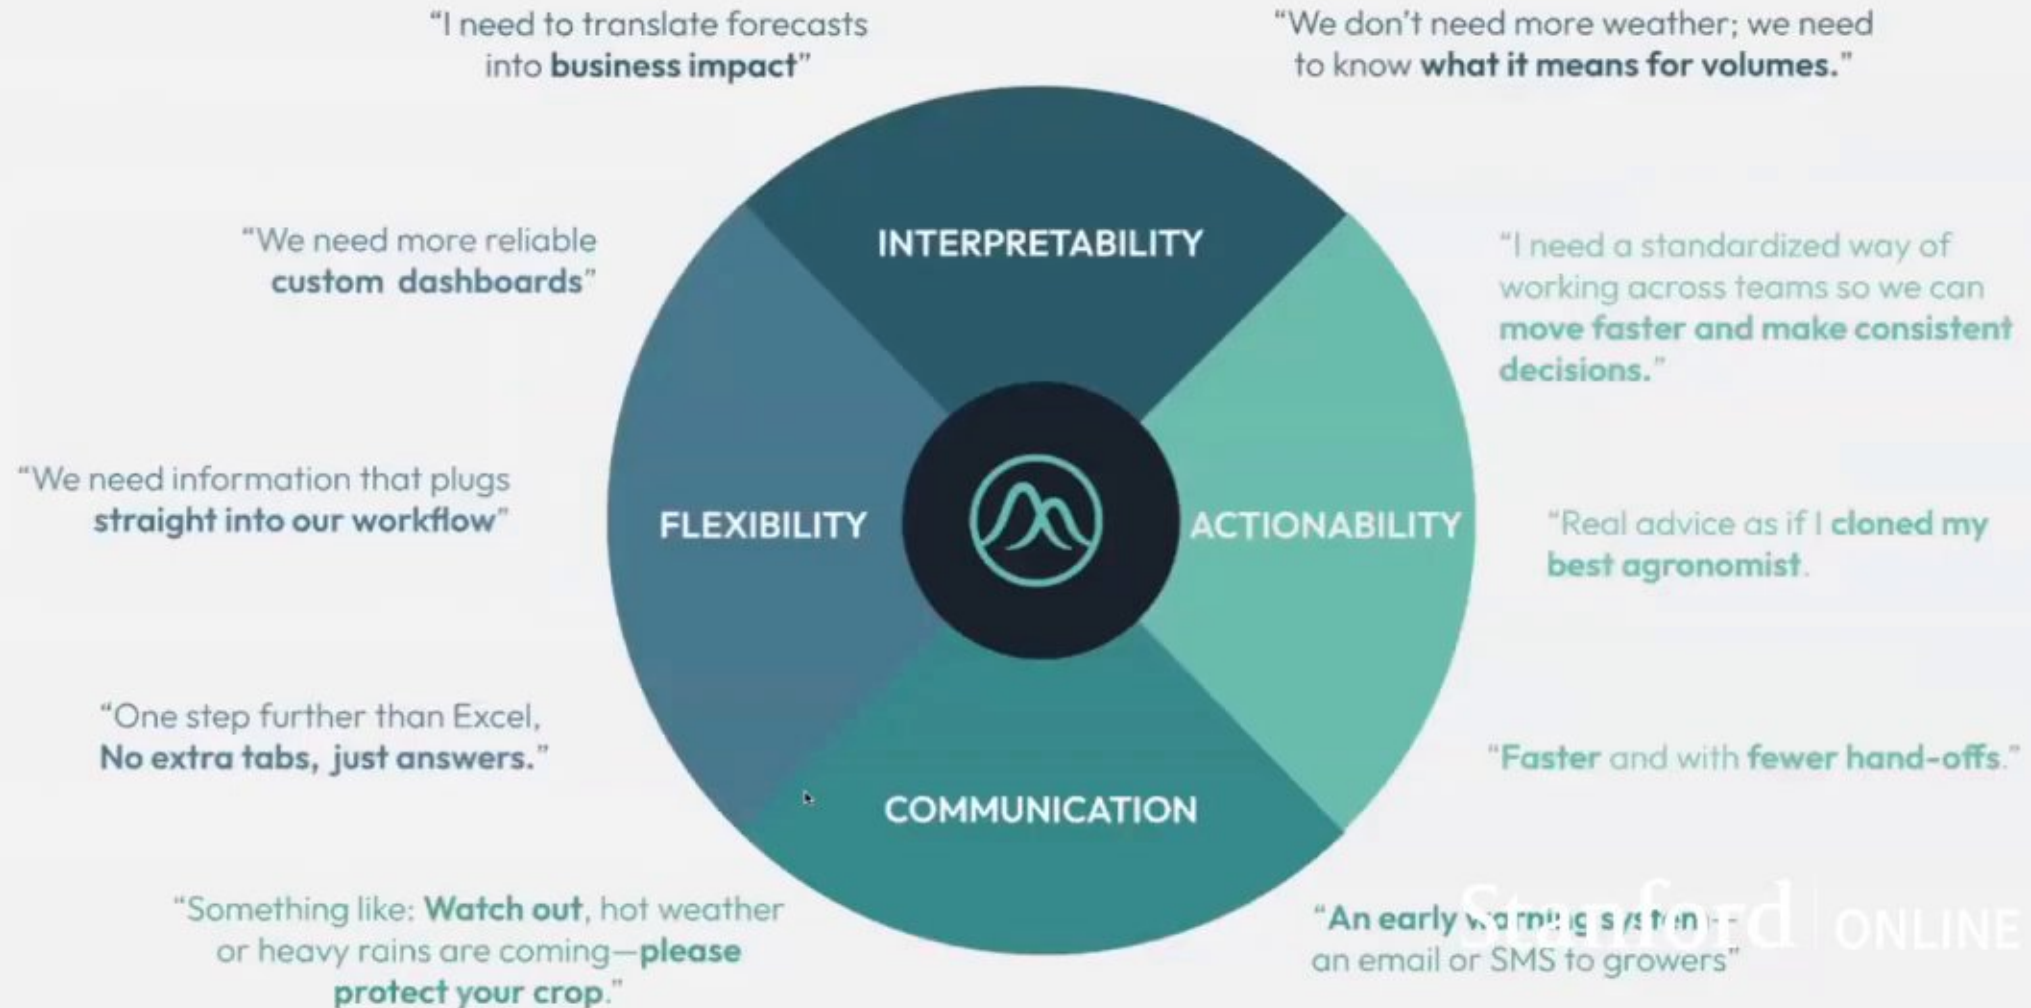 “I need to translate forecasts
into business impact”
“We don’t need more weather; we need
to know what it means for volumes.”
“We need more reliable
custom dashboards”
INTERPRETABILITY
“I need a standardized way of
working across teams so we can
move faster and make consistent
decisions.”
“We need information that plugs
straight into our workflow”
FLEXIBILITY
ACTIONABILITY
“Real advice as if I cloned my
best agronomist.
“One step further than Excel,
No extra tabs, just answers.”
COMMUNICATION
“Faster and with fewer hand-offs.”
“Something like: Watch out, hot weather
or heavy rains are coming—please
protect your crop.”
“An early warning system—
an email or SMS to growers”
Stanford ONLINE